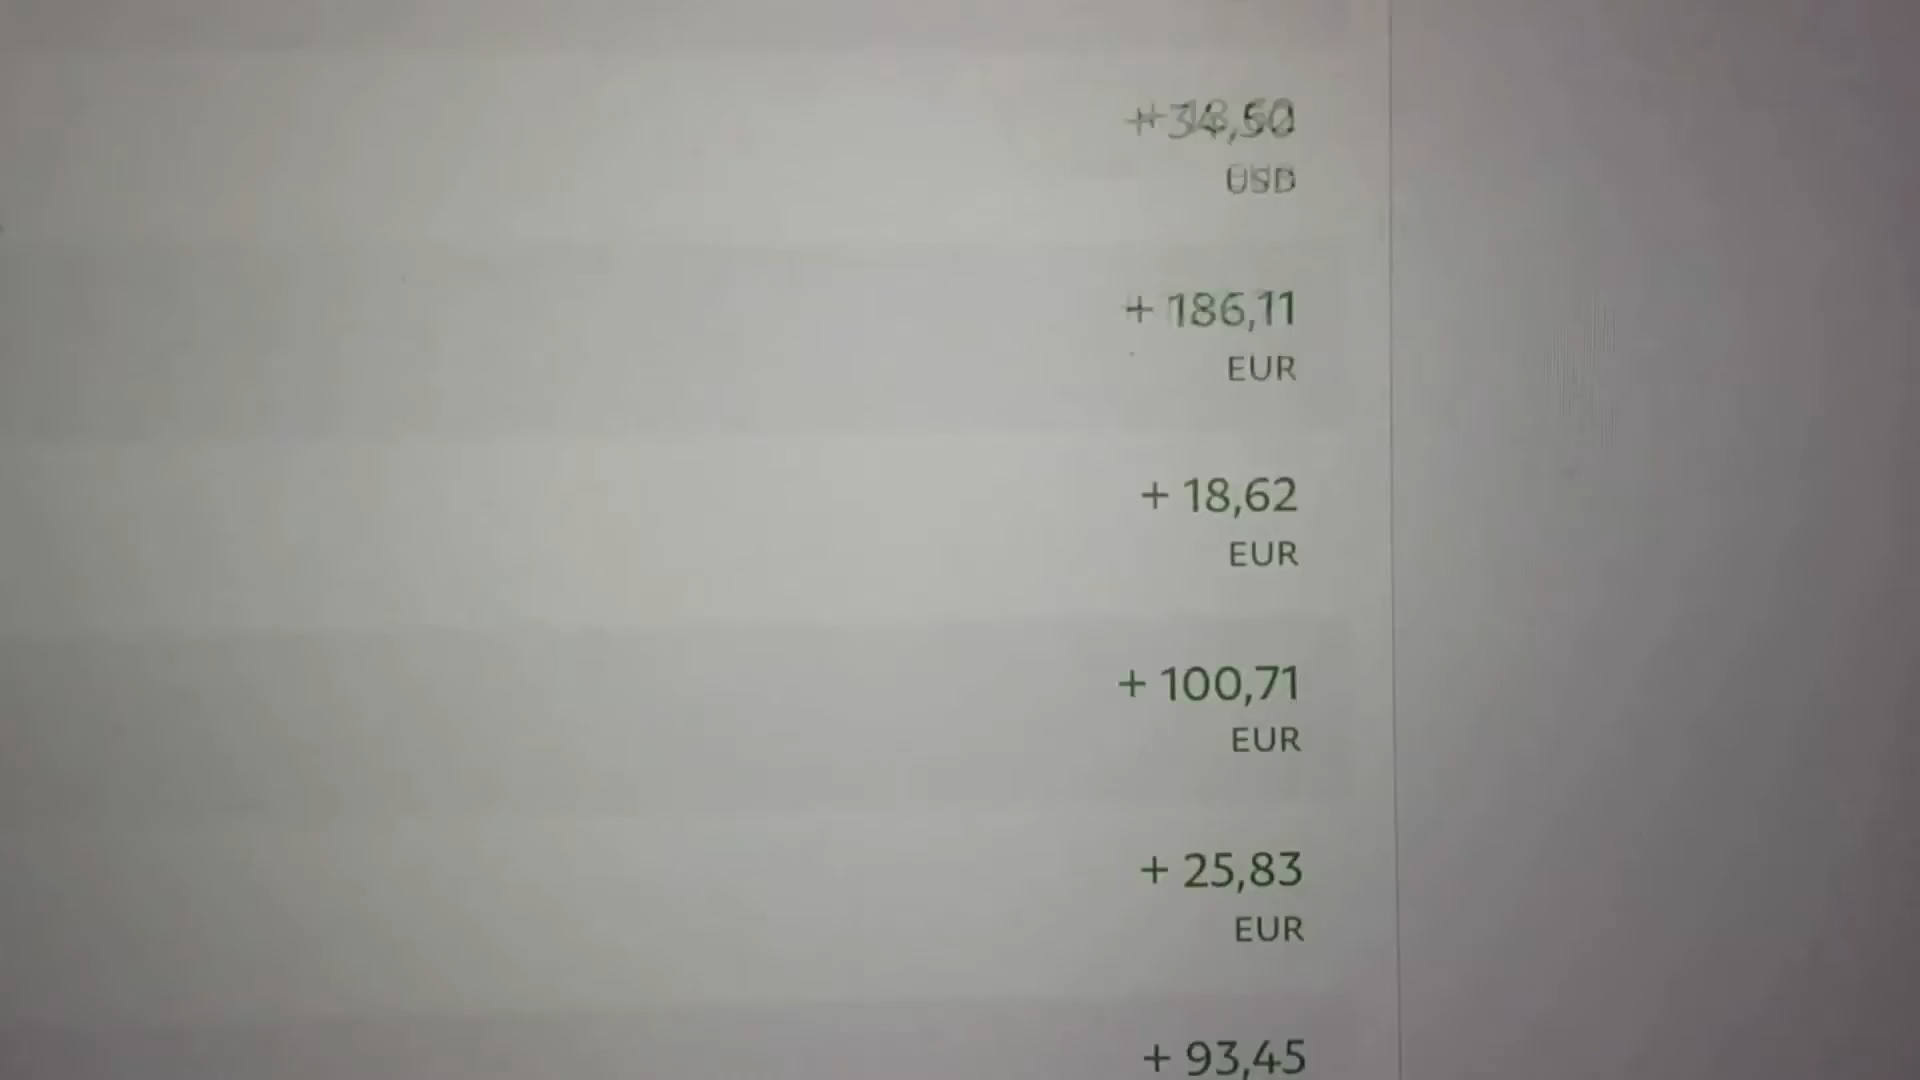 + 186,11
EUR
+ 18,62
EUR
+ 100,71
EUR
+ 25,83
EUR
+ 93,45